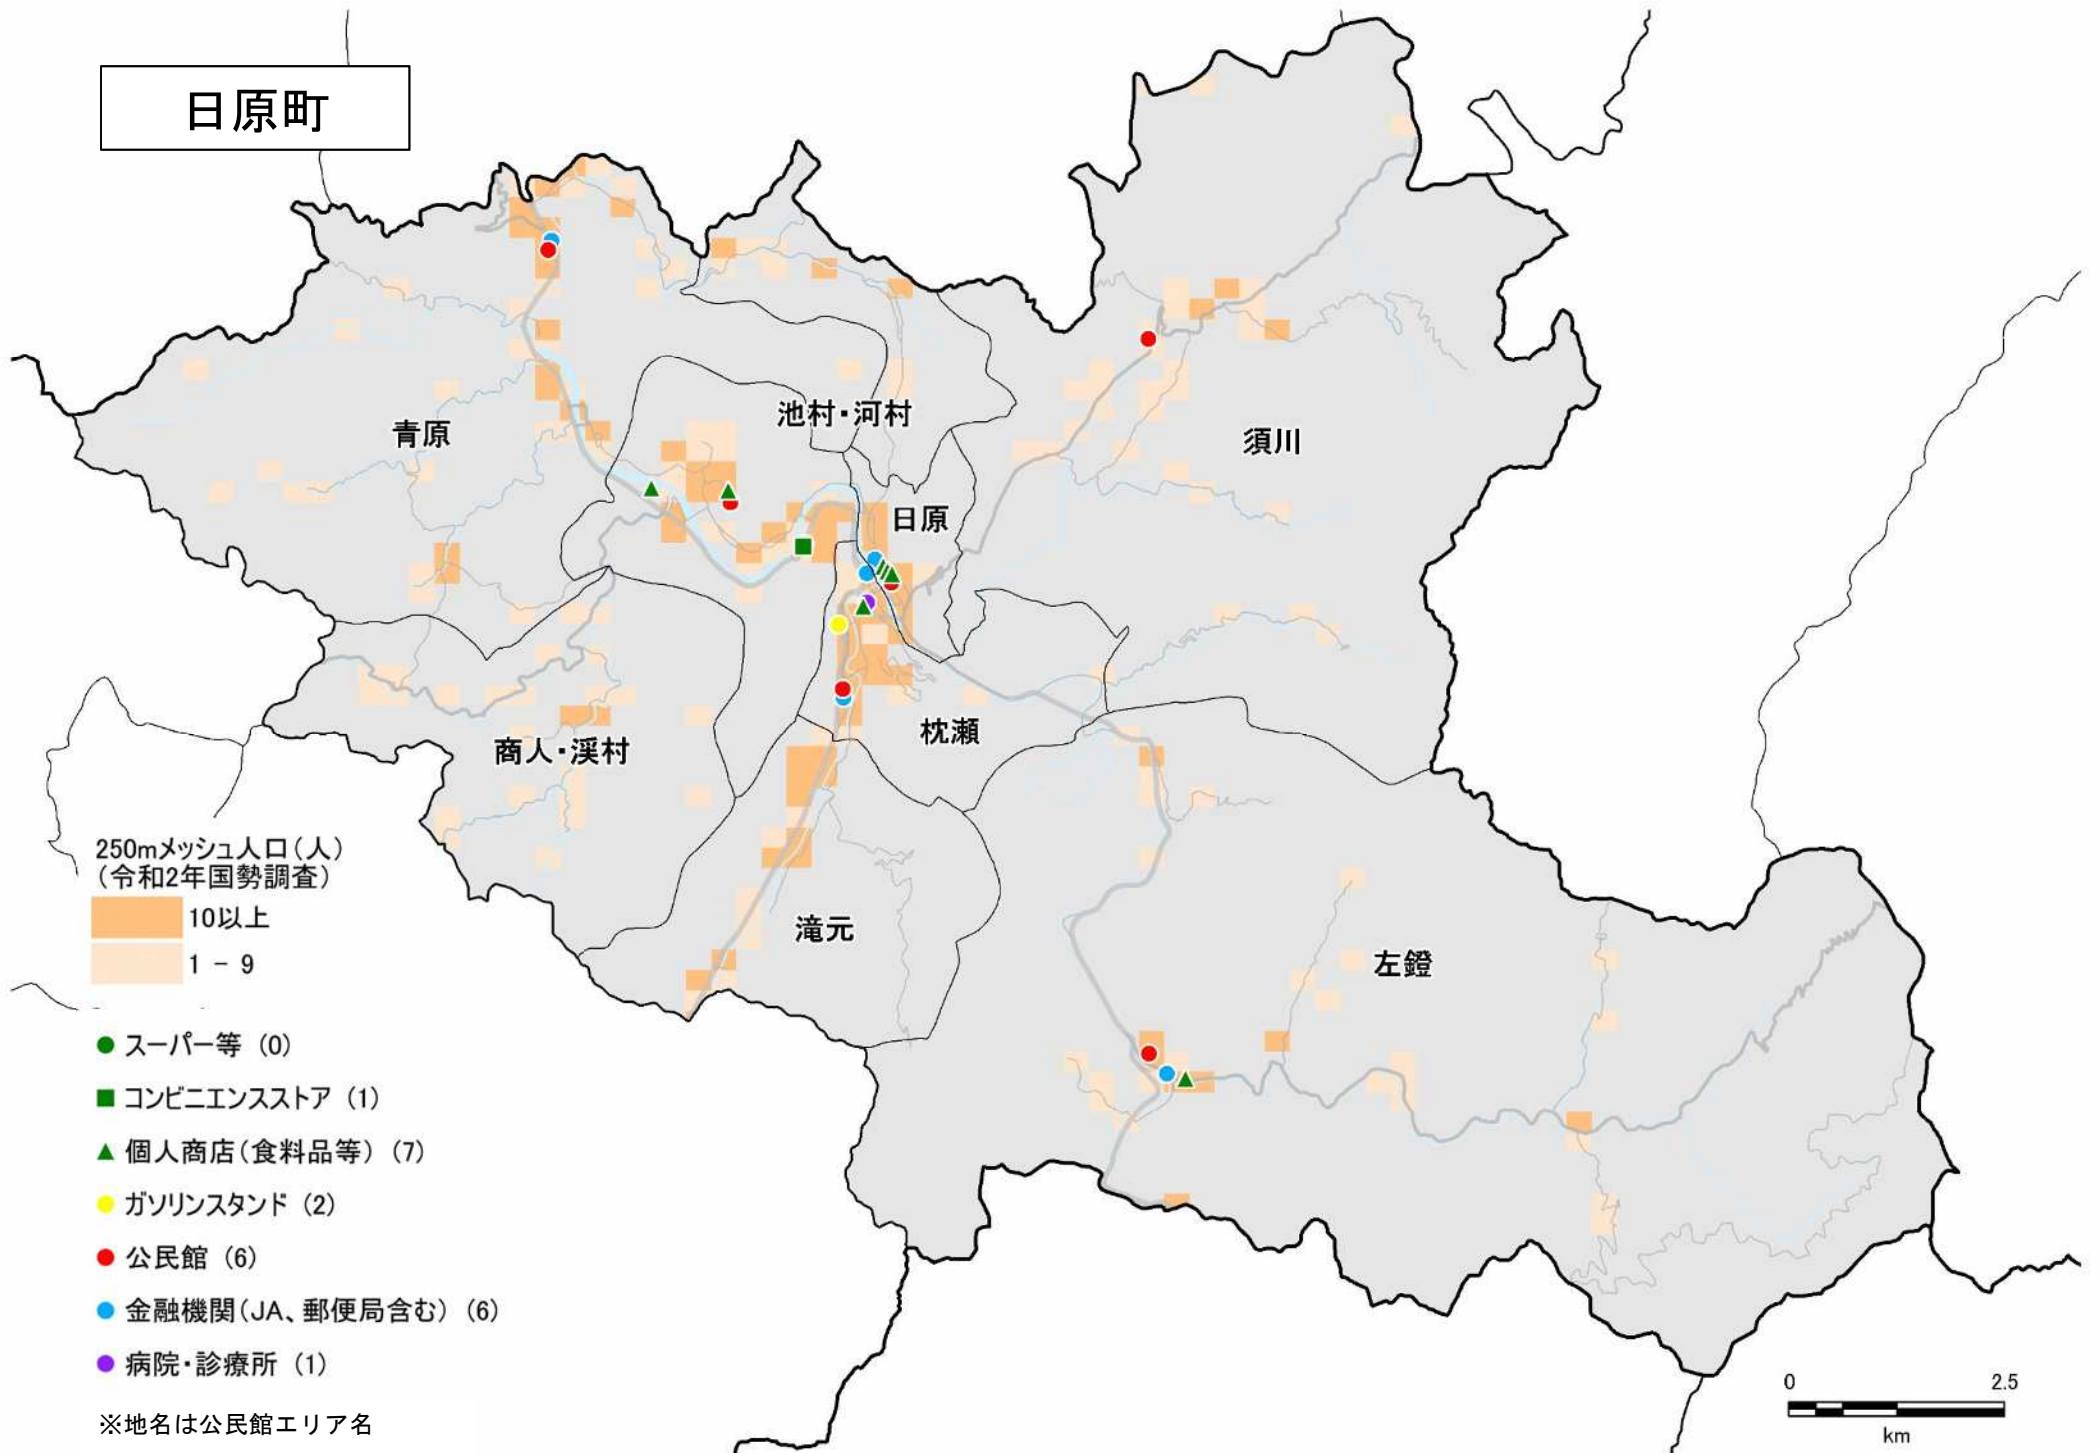 日原町
青原
池村・河村
須川
日原
枕瀬
商人・溪村
滝元
左鐙
250mメッシュ人口（人）
（令和2年国勢調査）
10以上
1 - 9
スーパー等 (0)
コンビニエンスストア (1)
個人商店（食料品等） (7)
ガソリンスタンド (2)
公民館 (6)
金融機関（JA、郵便局含む） (6)
病院・診療所 (1)
※地名は公民館エリア名
0 2.5
km